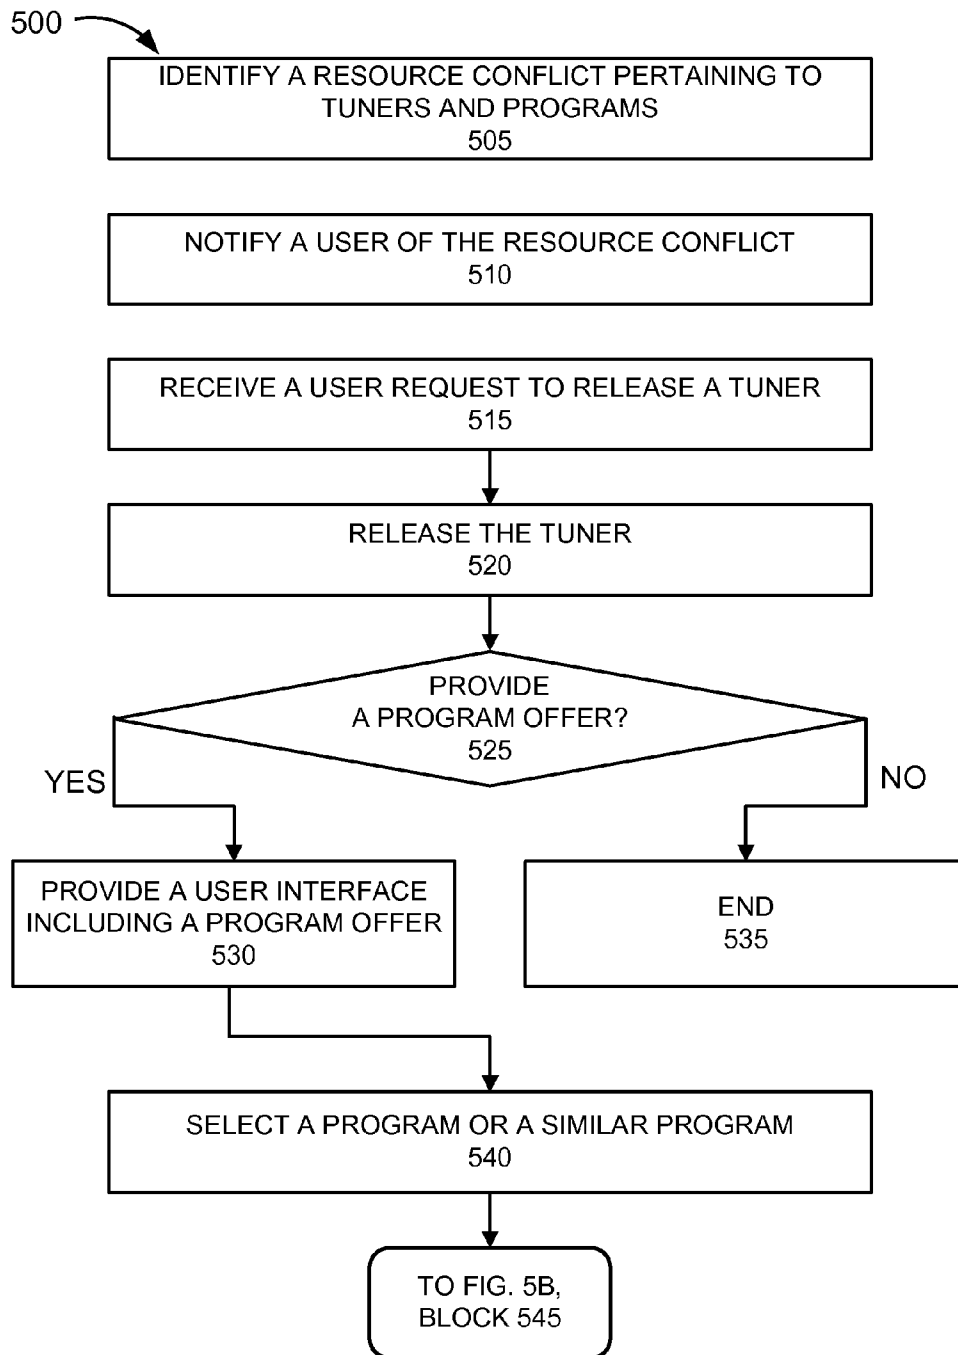 500
IDENTIFY A RESOURCE CONFLICT PERTAINING TO
TUNERS AND PROGRAMS
505
NOTIFY A USER OF THE RESOURCE CONFLICT
510
RECEIVE A USER REQUEST TO RELEASE A TUNER
515
RELEASE THE TUNER
520
PROVIDE
A PROGRAM OFFER?
525
YES
NO
PROVIDE A USER INTERFACE
INCLUDING A PROGRAM OFFER
530
END
535
SELECT A PROGRAM OR A SIMILAR PROGRAM
540
TO FIG. 5B,
BLOCK 545